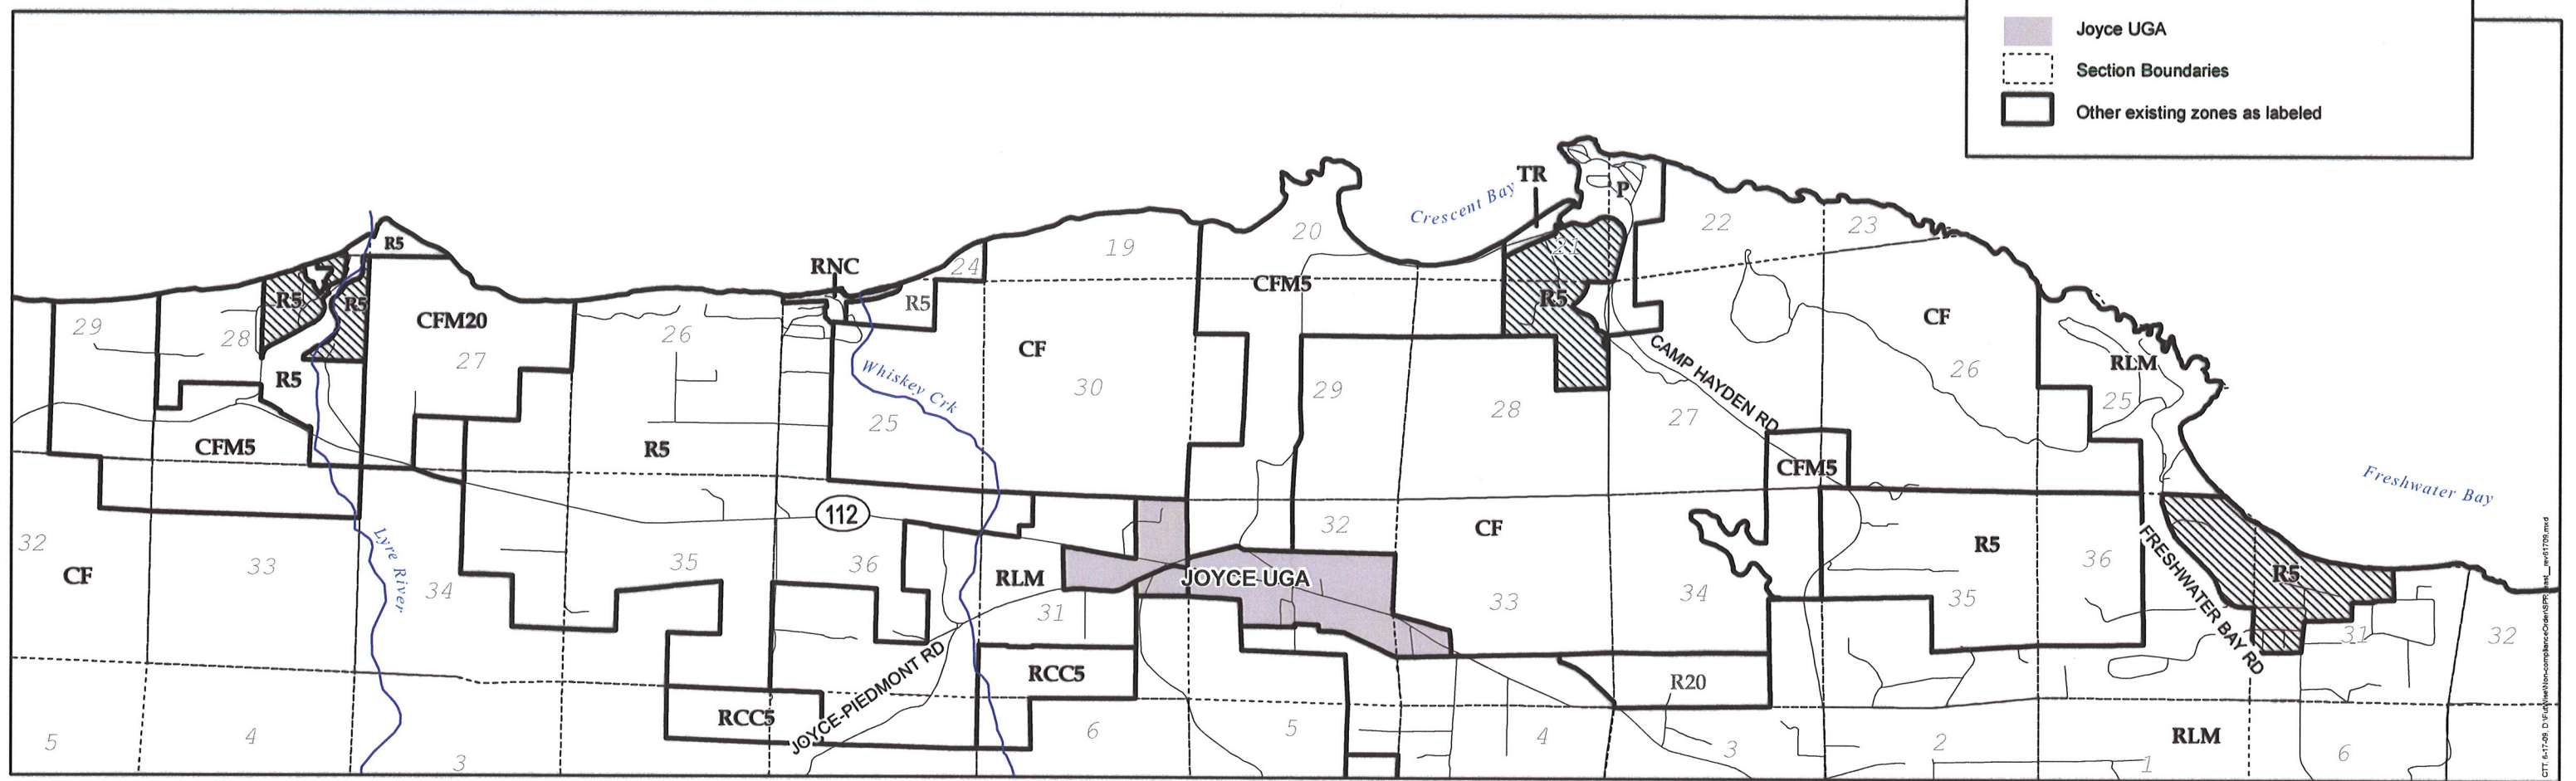 Joyce UGA
Section Boundaries
Other existing zones as labeled
TR
P
Crescent Bay
R5
20
22
23
19
21
24
RNC
R5
CFM5
R5
R5
R5
29
28
CFM20
27
26
CF
30
R5
CF
26
RLM
25
Whiskey Crk
25
29
28
27
CAMP HAYDEN RD
R5
CFM5
R5
CFM5
Freshwater Bay
112
32
CF
R5
36
32
CF
33
Lyre River
34
35
36
RLM
31
JOYCE UGA
33
34
35
FRESHWATER BAY RD
R5
31
32
JOYCE-PIEDMONT RD
RCC5
R20
RCC5
5
4
3
6
5
4
3
2
1
RLM
6